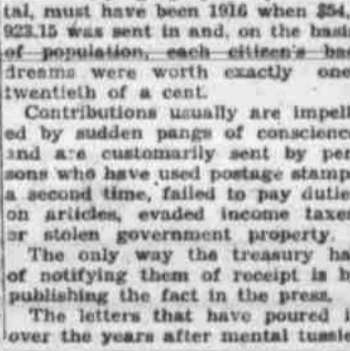 tal, must have been 1916 when $54,
923.15 was sent in and, on the basi
of population, each citizen's ba
dreams were worth exactly one
twentieth of a cent.
Contributions usually are impell
ed by sudden pangs of conscienc
and are customarily sent by per
sons who have used postage stamp
a second time, failed to pay dutie
on articles, evaded income taxe
or stolen government property.
The only way the treasury ha
of notifying them of receipt is b
publishing the fact in the press.
The letters that have poured i
over the years after mental tussle